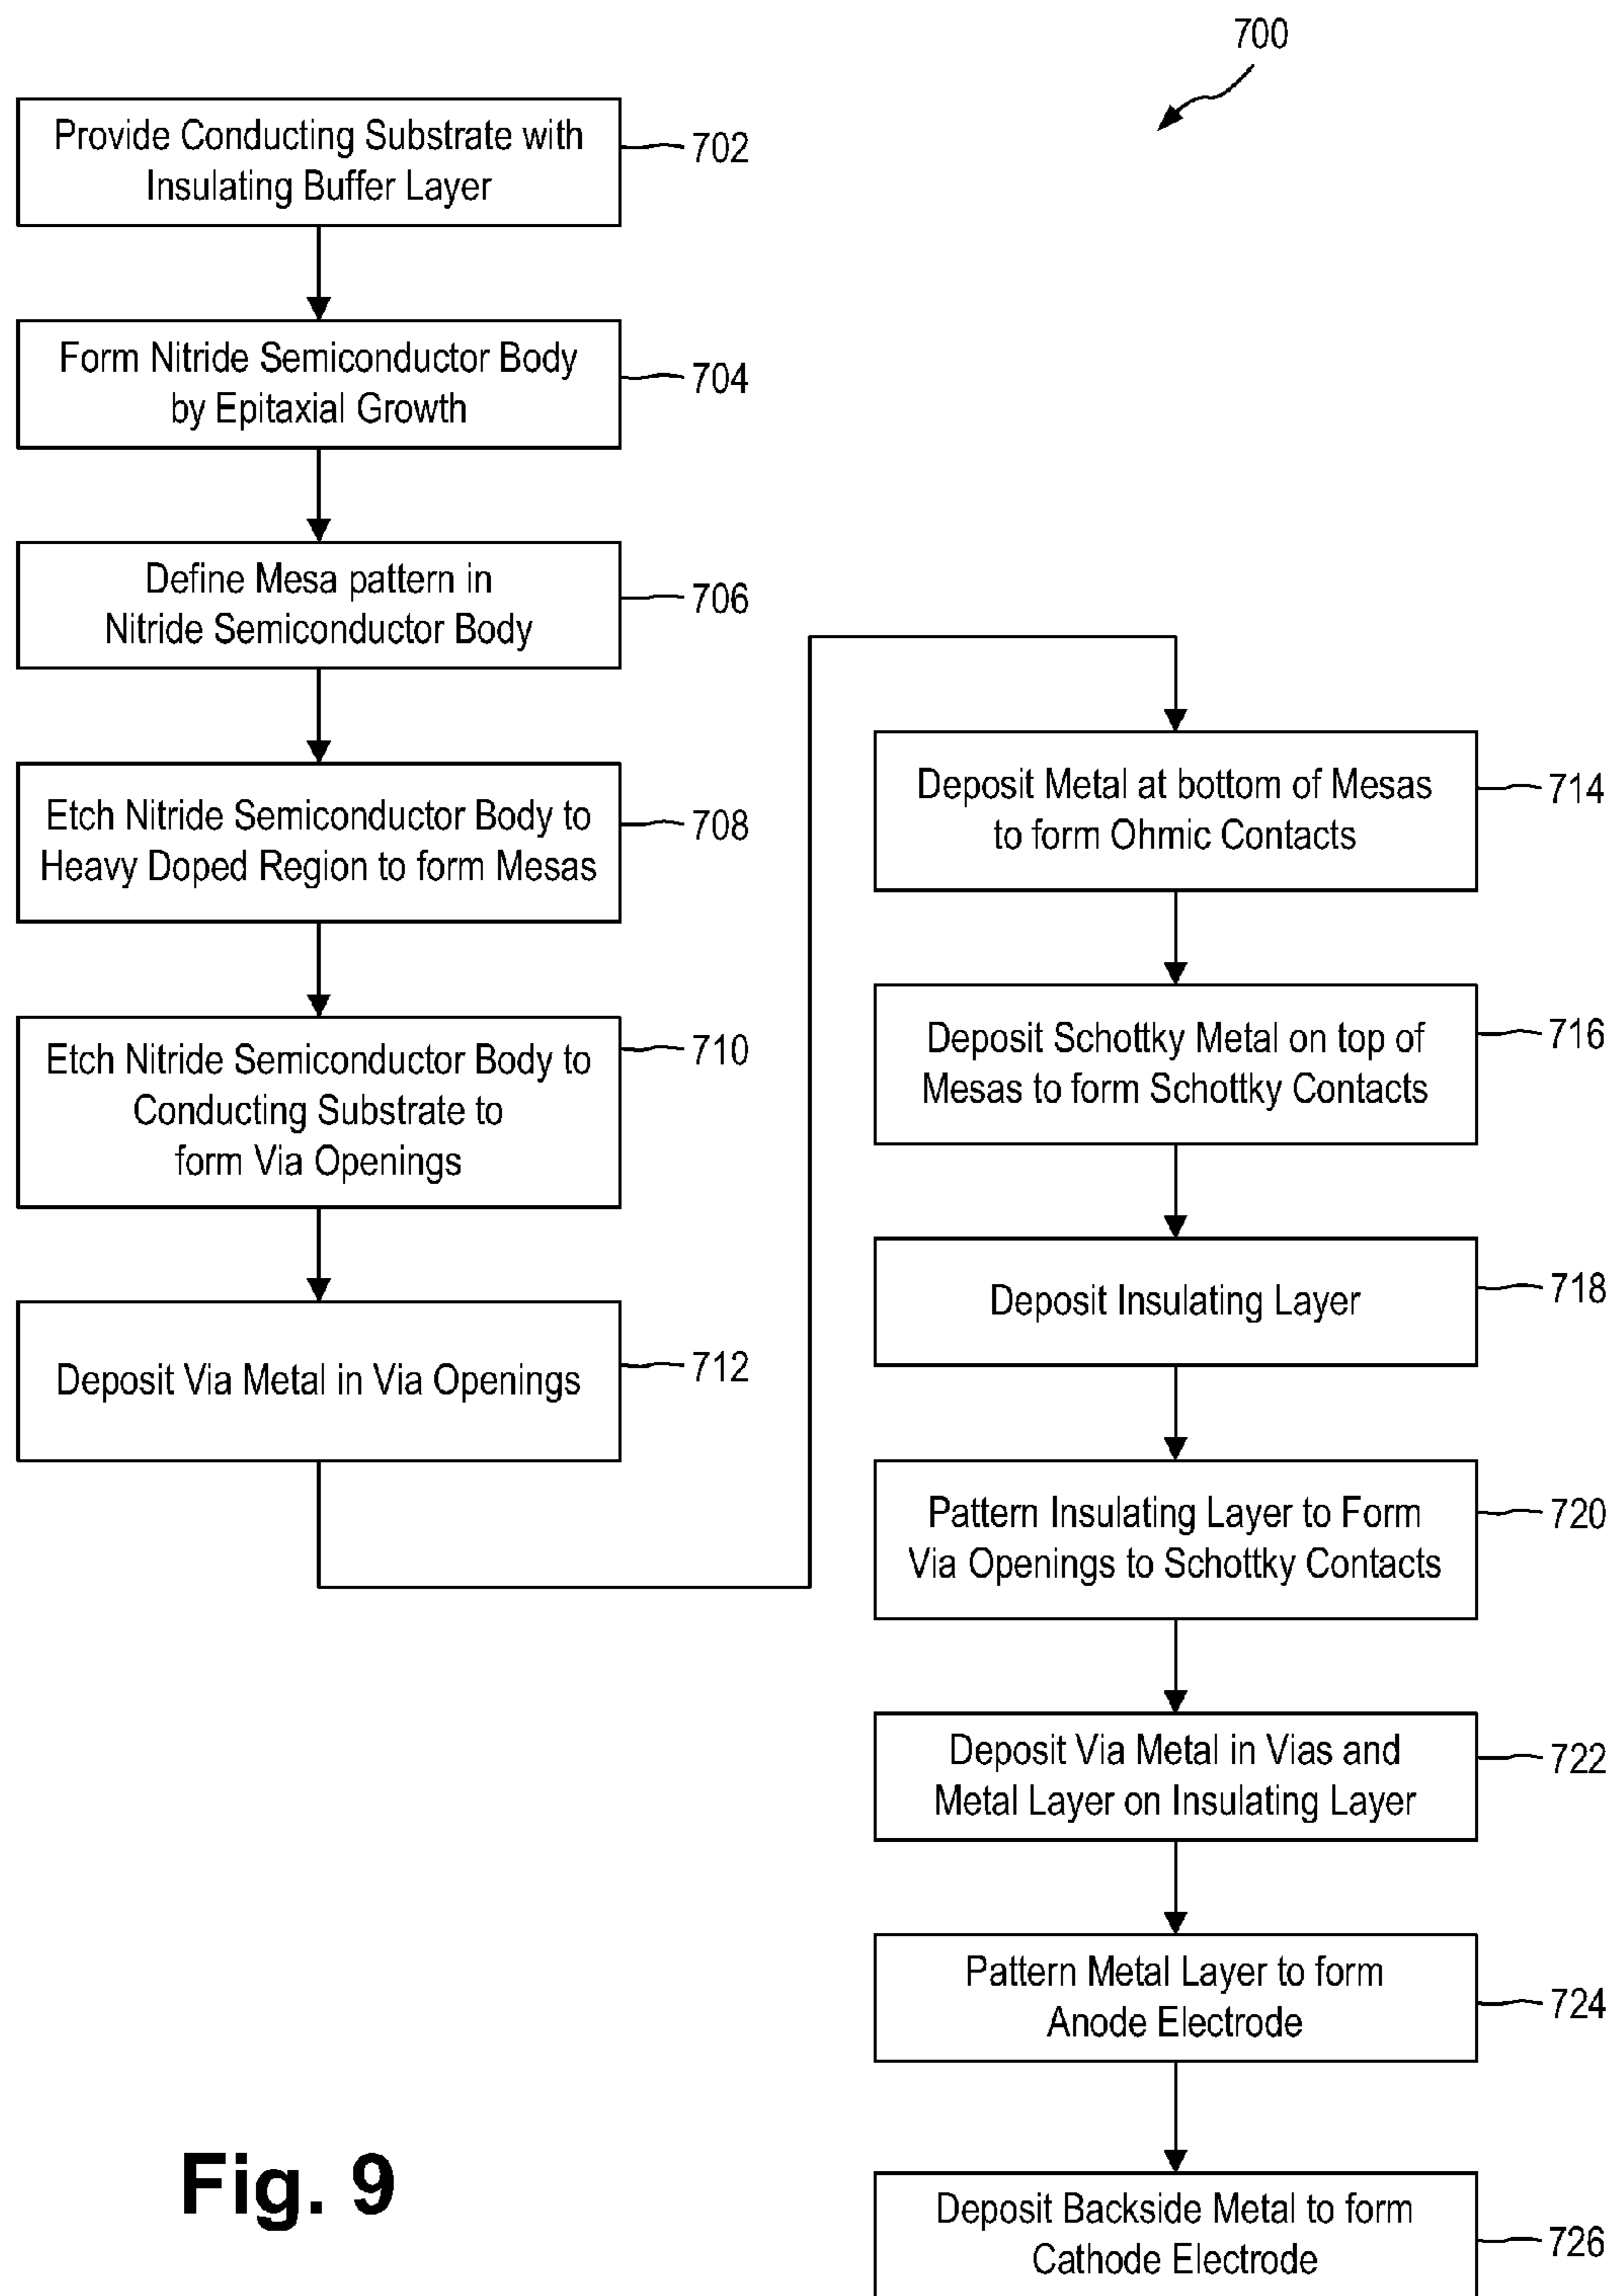 700
Provide Conducting Substrate with
Insulating Buffer Layer
702
Form Nitride Semiconductor Body
by Epitaxial Growth
704
Define Mesa pattern in
Nitride Semiconductor Body
706
Etch Nitride Semiconductor Body to
Heavy Doped Region to form Mesas
708
Etch Nitride Semiconductor Body to
Conducting Substrate to
form Via Openings
710
Deposit Via Metal in Via Openings
712
Deposit Metal at bottom of Mesas
to form Ohmic Contacts
714
Deposit Schottky Metal on top of
Mesas to form Schottky Contacts
716
Deposit Insulating Layer
718
Pattern Insulating Layer to Form
Via Openings to Schottky Contacts
720
Deposit Via Metal in Vias and
Metal Layer on Insulating Layer
722
Pattern Metal Layer to form
Anode Electrode
724
Deposit Backside Metal to form
Cathode Electrode
726
Fig. 9